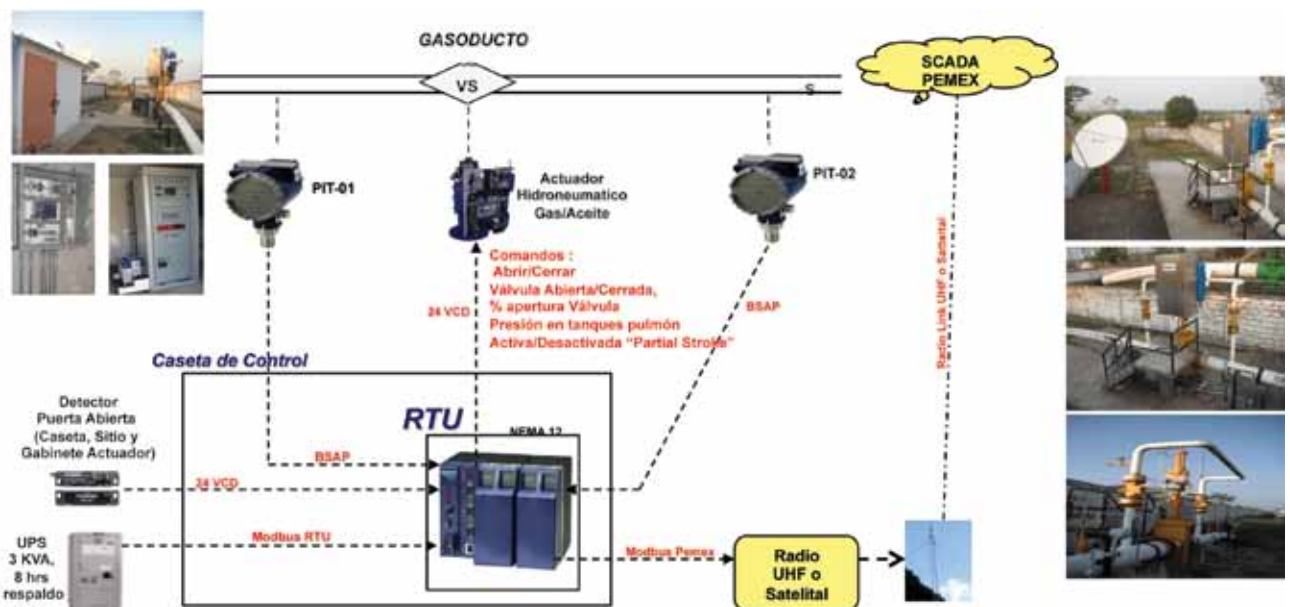 GASODUCTO
VS
S
SCADA
PEMEX
PIT-01
Actuador
Hidroneumatico
Gas/Aceite
PIT-02
Comandos :
Abrir/Cerrar
Válvula Abierta/Cerrada,
% apertura Válvula
Presión en tanques pulmón
Activa/Desactivada “Partial Stroke”
24 VCD
BSAP
Radio Link UHF o Satelital
Caseta de Control
Detector
Puerta Abierta
(Caseta, Sitio y
Gabinete Actuador)
RTU
NEMA 12
BSAP
24 VCD
UPS
3 KVA,
8 hrs
respaldo
Modbus RTU
Modbus Pemex
Radio
UHF o
Satelital